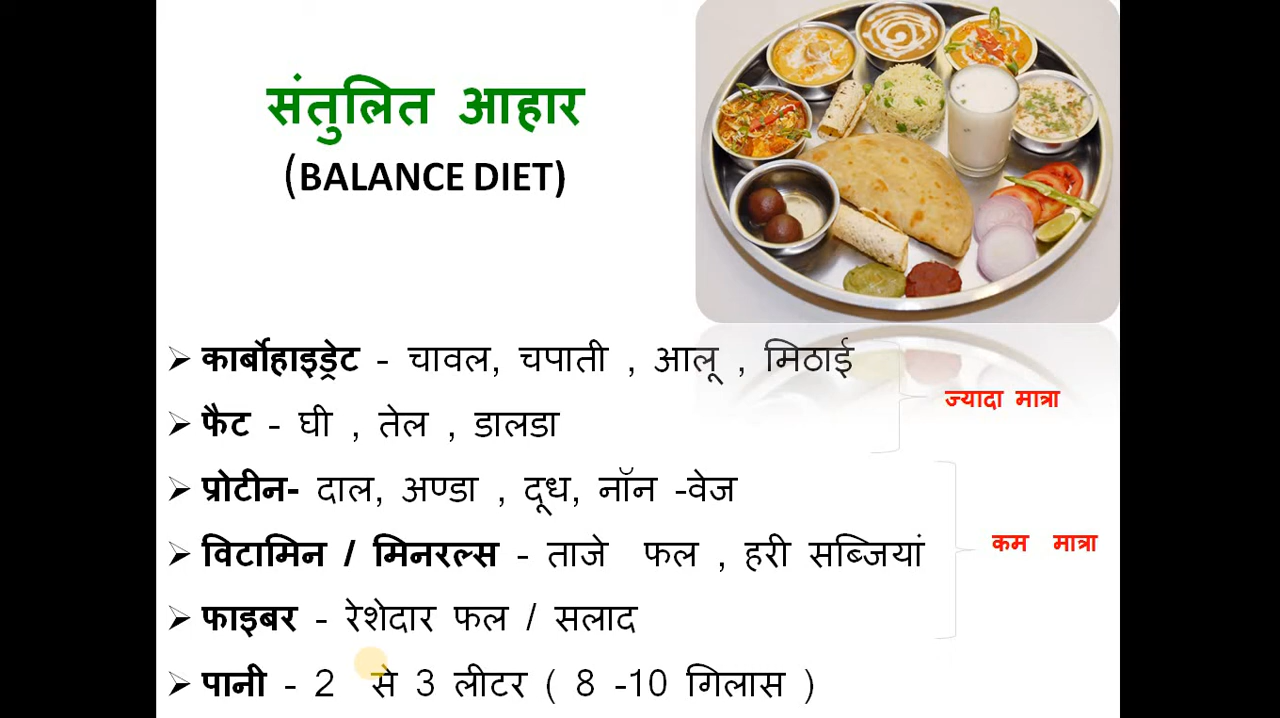 संतुलित आहार
(BALANCE DIET)
➢ कार्बोहाइड्रेट - चावल, चपाती , आलू , मिठाई
ज्यादा मात्रा
➢ फैट - घी , तेल , डालडा
➢ प्रोटीन- दाल, अण्डा , दूध, नॉन -वेज
➢ विटामिन / मिनरल्स - ताजे फल , हरी सब्जियां
कम मात्रा
➢ फाइबर - रेशेदार फल / सलाद
➢ पानी - 2 से 3 लीटर ( 8 -10 गिलास )